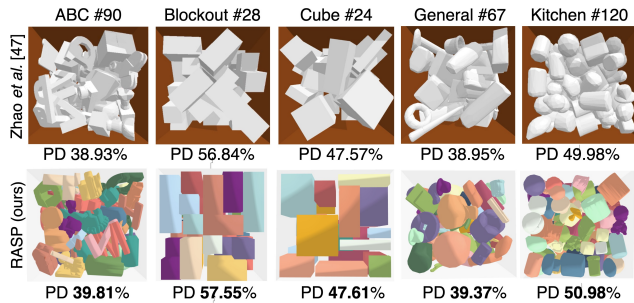 ABC #90 Blockout #28 Cube #24 General #67 Kitchen #120
Zhao et al. [47]
PD 38.93% PD 56.84% PD 47.57% PD 38.95% PD 49.98%
RASP (ours)
PD 39.81% PD 57.55% PD 47.61% PD 39.37% PD 50.98%